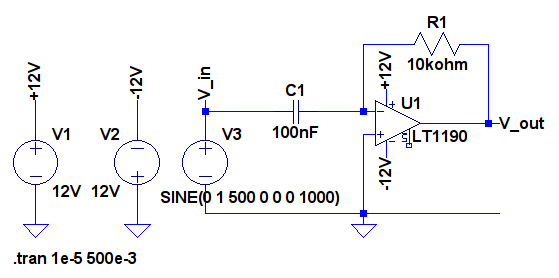 R1
10kohm
+12V
-12V
V_in
C1
100nF
+12V
U1
V_out
LT1190
-12V
V1
12V
V2
12V
V3
SINE(0 1 500 0 0 0 1000)
.tran 1e-5 500e-3